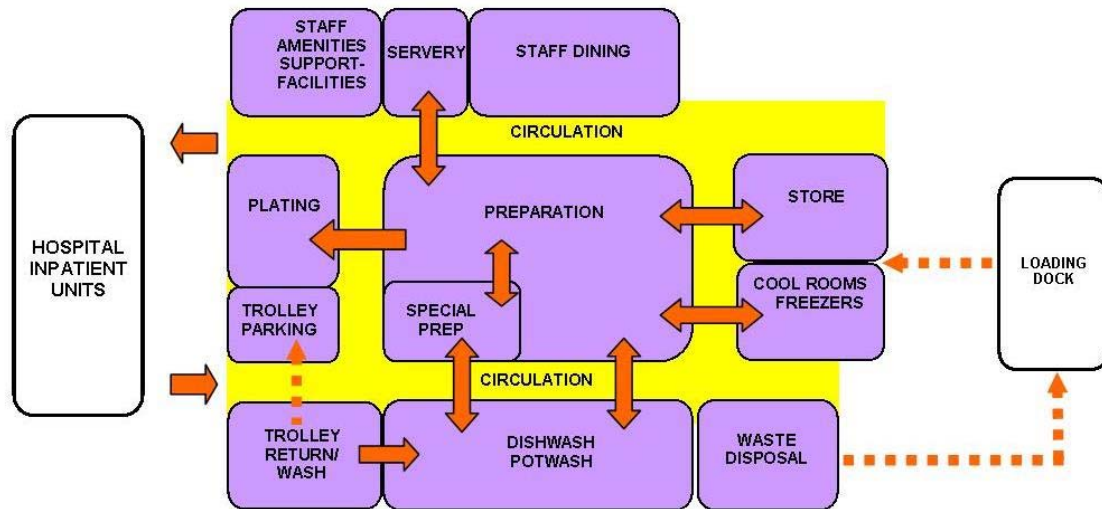 STAFF
AMENITIES
SUPPORT-
FACILITIES
SERVERY
STAFF DINING
CIRCULATION
HOSPITAL
INPATIENT
UNITS
PLATING
PREPARATION
STORE
LOADING
DOCK
TROLLEY
PARKING
SPECIAL
PREP
COOL ROOMS
FREEZERS
CIRCULATION
TROLLEY
RETURN/
WASH
DISHWASH
POTWASH
WASTE
DISPOSAL